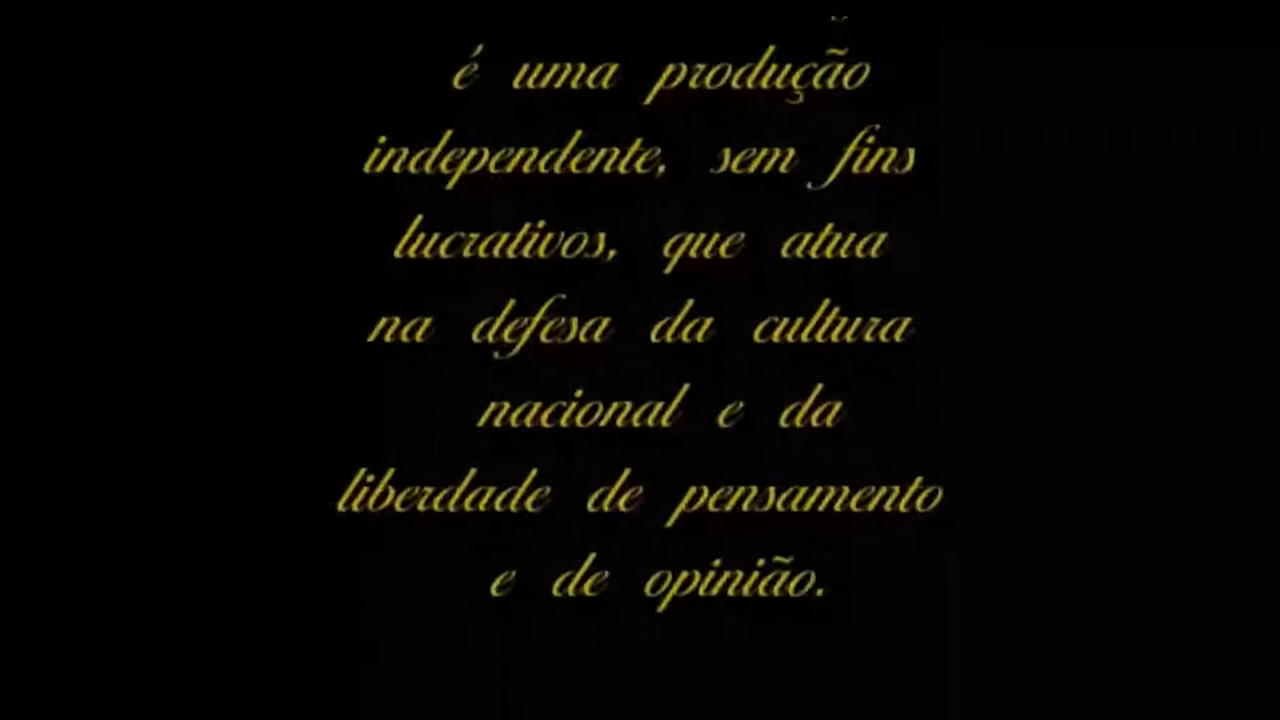 é uma produção
independente, sem fins
lucrativos, que atua
na defesa da cultura
nacional e da
liberdade de pensamento
e de opinião.